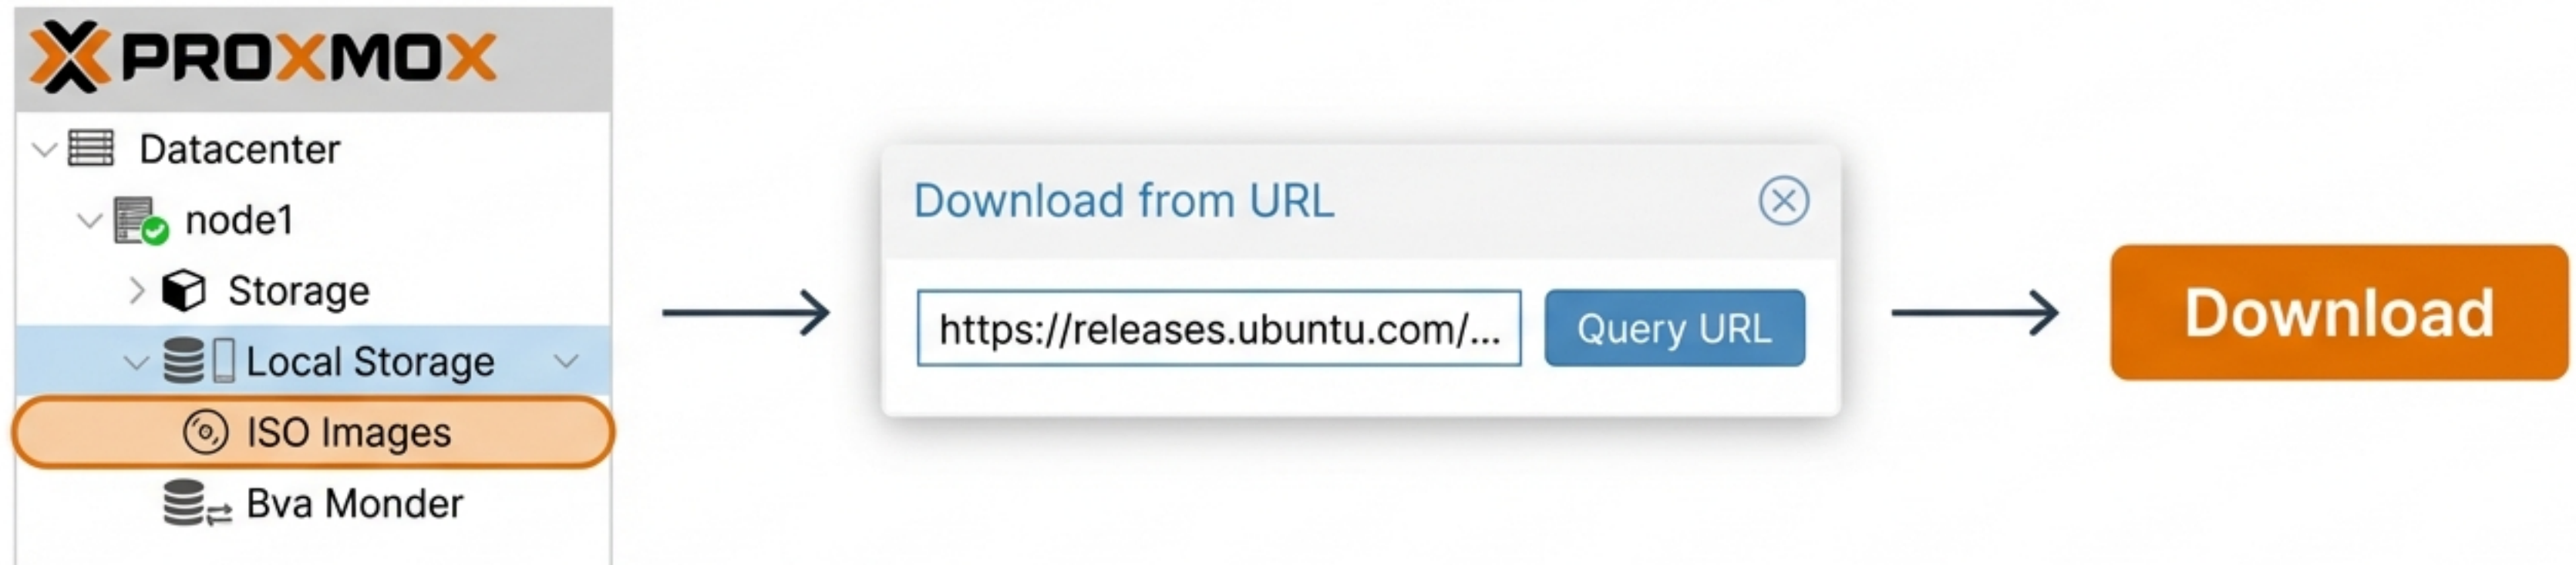 PROXMOX
Datacenter
node1
Storage
Local Storage
ISO Images
Bva Monder
Download from URL
https://releases.ubuntu.com/...
Query URL
Download